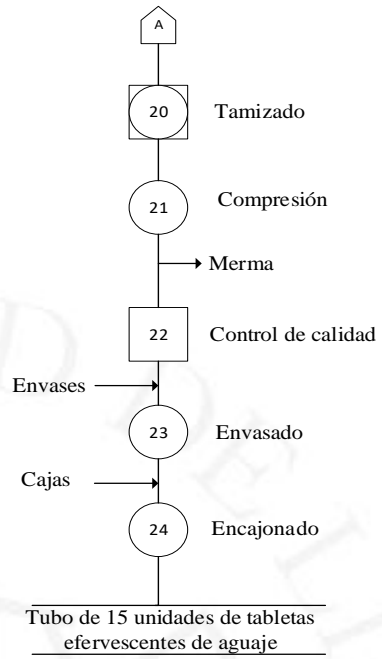 A
20 Tamizado
21 Compresión
Merma
22 Control de calidad
Envases
23 Envasado
Cajas
24 Encajonado
Tubo de 15 unidades de tabletas
efervescentes de aguaje